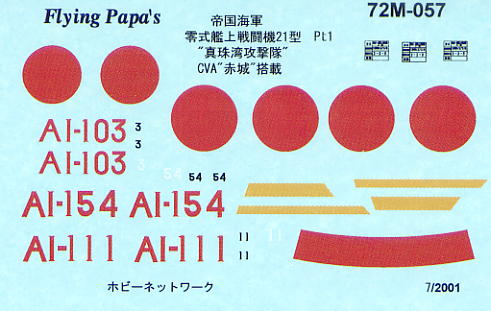 Flying Papa's
帝国海軍
零式艦上戦闘機21型 Pt1
"真珠湾攻撃隊"
CVA"赤城"搭載
72M-057
AI-103
3
3
AI-103
3
54
54 54
AI-154 AI-154
AI-111 AI-111
11
11
11
ホビーネットワーク
7/2001